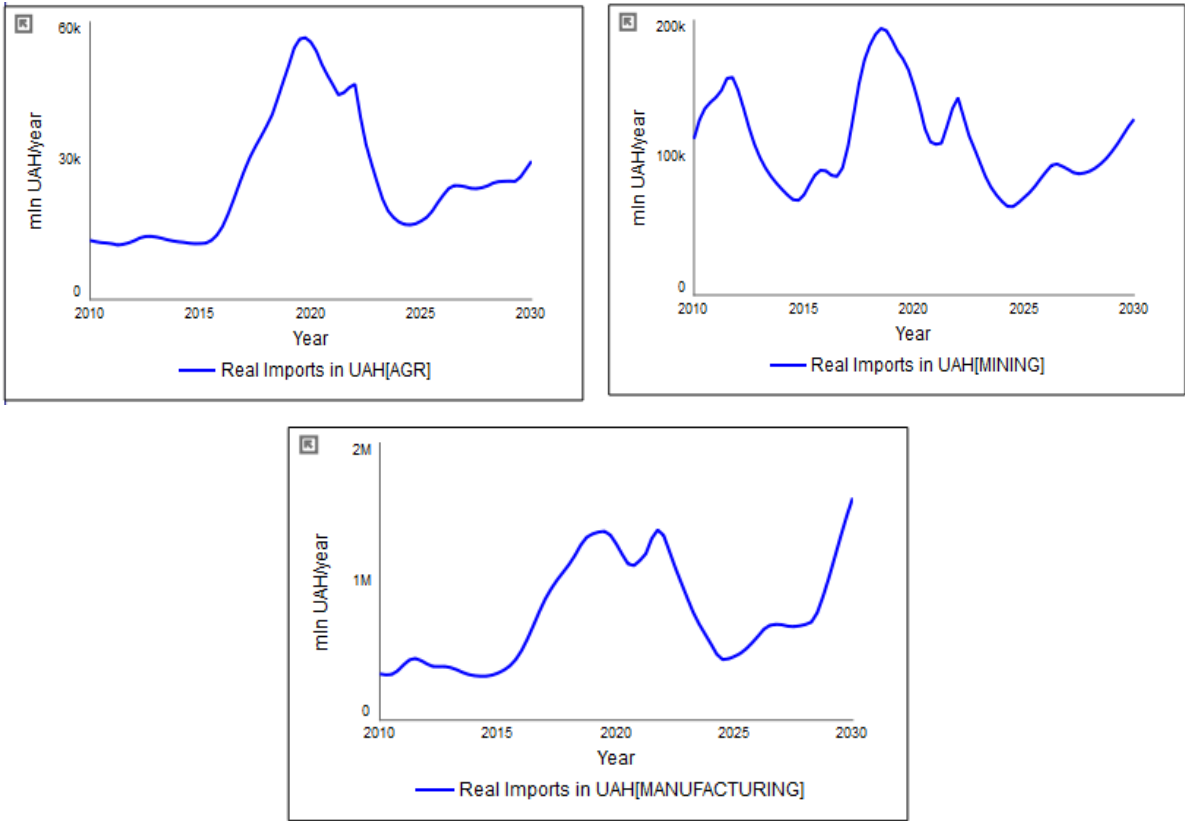 60k
30k
0
mln UAH/year
2010 2015 2020 2025 2030
Year
Real Imports in UAH[AGR]
200k
100k
0
mln UAH/year
2010 2015 2020 2025 2030
Year
Real Imports in UAH[MINING]
2M
1M
0
mln UAH/year
2010 2015 2020 2025 2030
Year
Real Imports in UAH[MANUFACTURING]